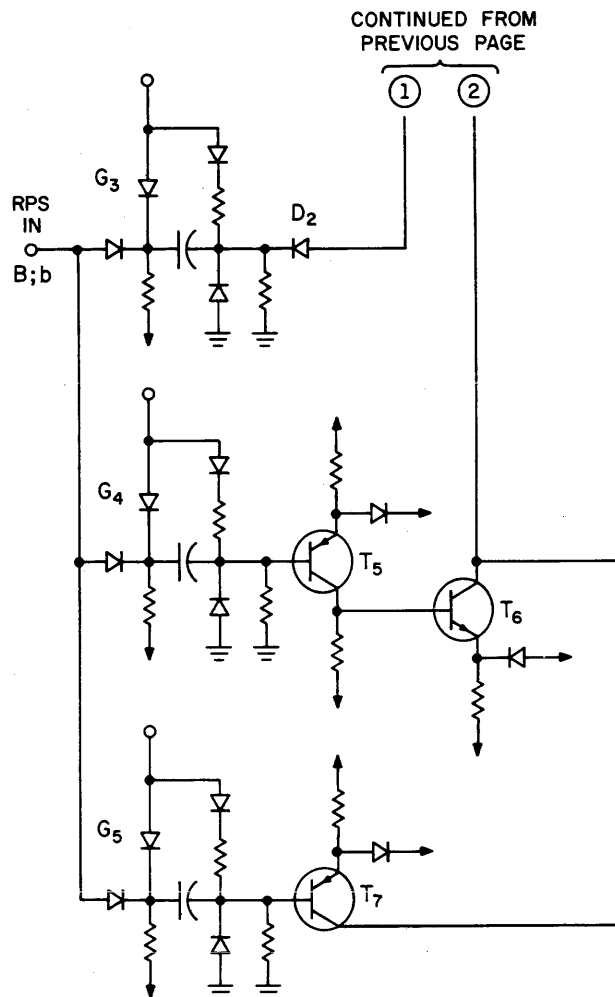 CONTINUED FROM
PREVIOUS PAGE
1 2
G3
RPS
IN
B;b
D2
G4
T5
T6
G5
T7